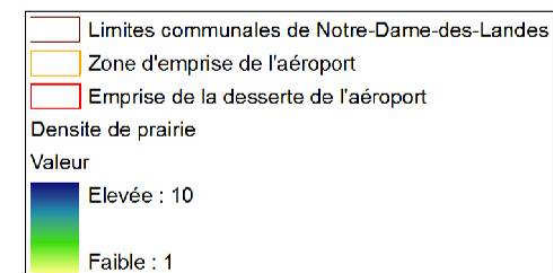 Limites communales de Notre-Dame-des-Landes
Zone d'emprise de l'aéroport
Emprise de la desserte de l'aéroport
Densite de prairie
Valeur
Elevée : 10
Faible : 1